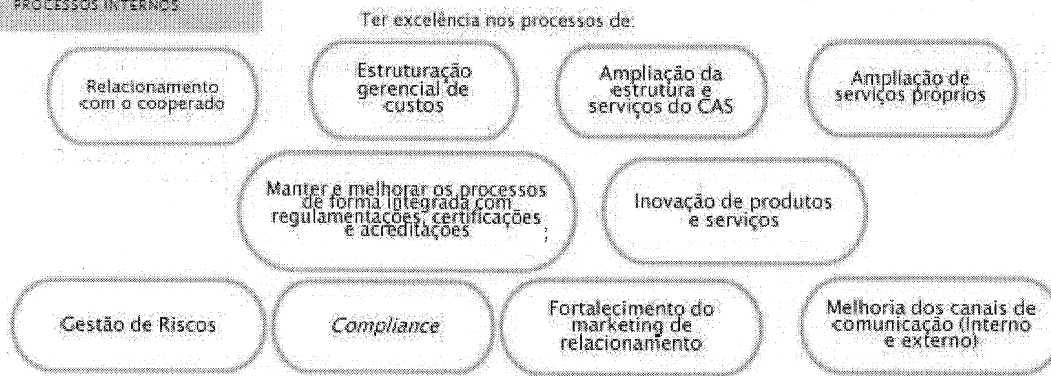 PROCESSOS INTERNOS
Ter excelência nos processos de:
Relacionamento
com o cooperado
Estruturação
gerencial de
custos
Ampliação da
estrutura e
serviços do CAS
Ampliação de
serviços próprios
Manter e melhorar os processos
de forma integrada com
regulamentações, certificações
e acreditações ;
Inovação de produtos
e serviços
Gestão de Riscos
Compliance
Fortalecimento do
marketing de
relacionamento
Melhoria dos canais de
comunicação (Interno
e externo)